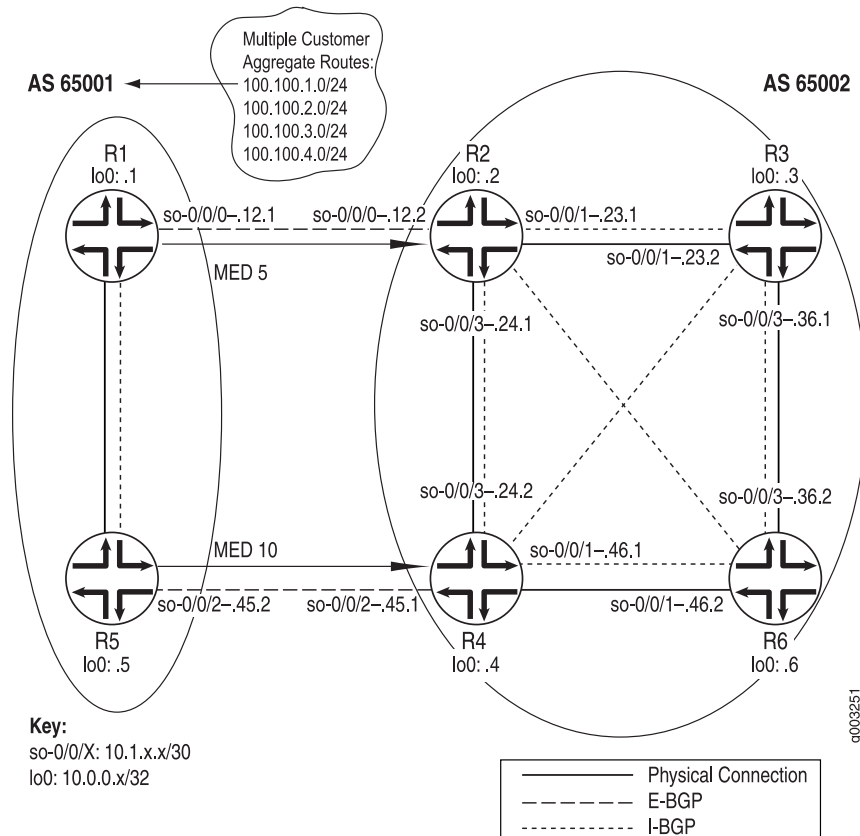 Multiple Customer
Aggregate Routes:
100.100.1.0/24
100.100.2.0/24
100.100.3.0/24
100.100.4.0/24
AS 65001
AS 65002
R1
lo0: .1
R2
lo0: .2
R3
lo0: .3
so-0/0/0–.12.1
so-0/0/0–.12.2
so-0/0/1–.23.1
MED 5
so-0/0/1–.23.2
so-0/0/3–.24.1
so-0/0/3–.36.1
so-0/0/3–.24.2
so-0/0/3–.36.2
MED 10
so-0/0/1–.46.1
so-0/0/2–.45.2
so-0/0/2–.45.1
so-0/0/1–.46.2
R5
lo0: .5
R4
lo0: .4
R6
lo0: .6
Key:
so-0/0/X: 10.1.x.x/30
lo0: 10.0.0.x/32
Physical Connection
E-BGP
I-BGP
g003251